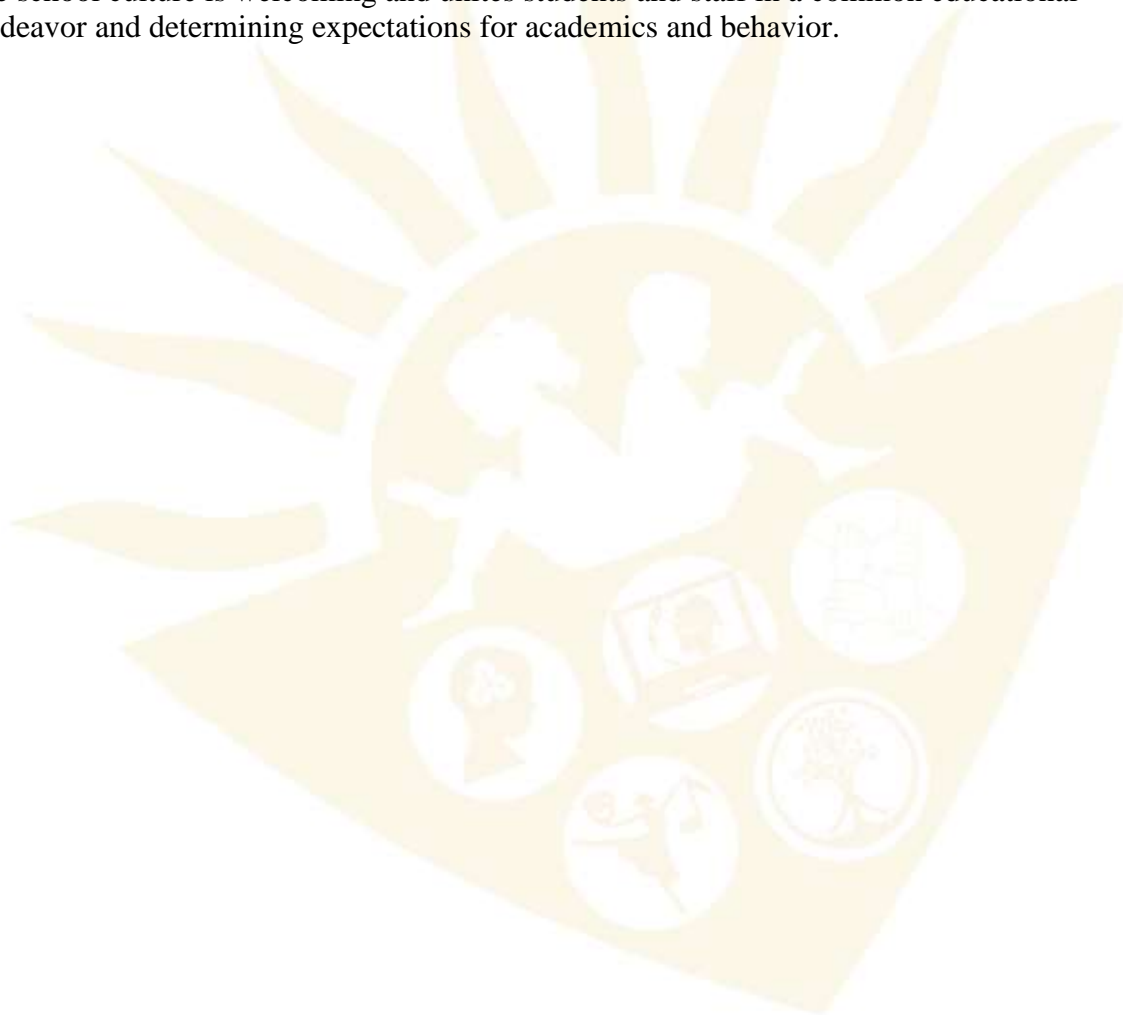 school culture is welcoming and unites students and staff in a common educational
deavor and determining expectations for academics and behavior.